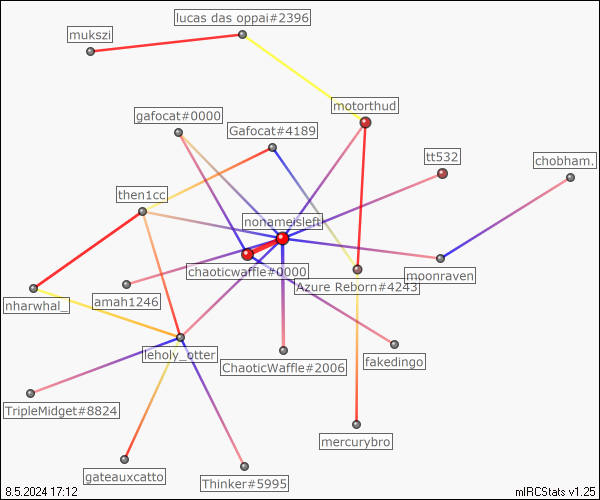 lucas das oppai#2396
mukszi
motorthud
gafocat#0000
Gafocat#4189
tt532
chobham.
then1cc
nonameisleft
chaoticwaffle#0000
moonraven
Azure Reborn#4243
amah1246
nharwhal_
leholy_otter
ChaoticWaffle#2006
fakedingo
TripleMidget#8824
mercurybro
gateauxcatto
Thinker#5995
8.5.2024 17:12
mIRCStats v1.25